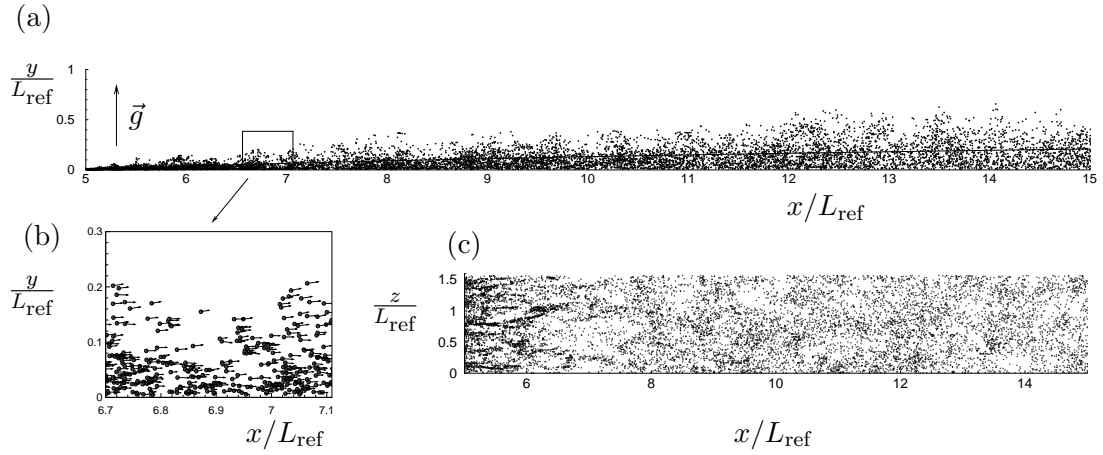 (a)
y
L_ref
1
0.5
0
g⃗
5 6 7 8 9 10 11 12 13 14 15
x/L_ref
(b)
y
L_ref
0.3
0.2
0.1
0
6.7 6.8 6.9 7 7.1
x/L_ref
(c)
z
L_ref
1.5
1
0.5
0
6 8 10 12 14
x/L_ref